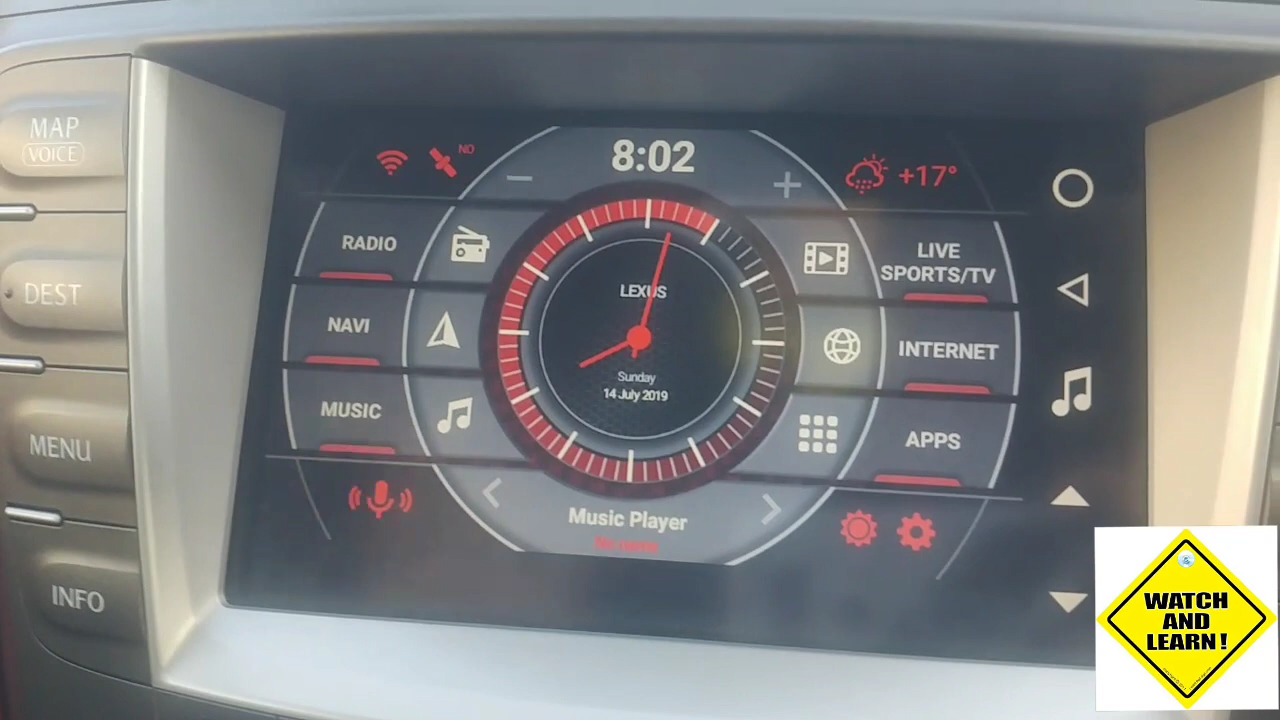 MAP
VOICE
DEST
MENU
INFO
NO
8:02
+17°
RADIO
NAVI
MUSIC
LEXUS
Sunday
14 July 2019
LIVE
SPORTS/TV
INTERNET
APPS
Music Player
WATCH
AND
LEARN!